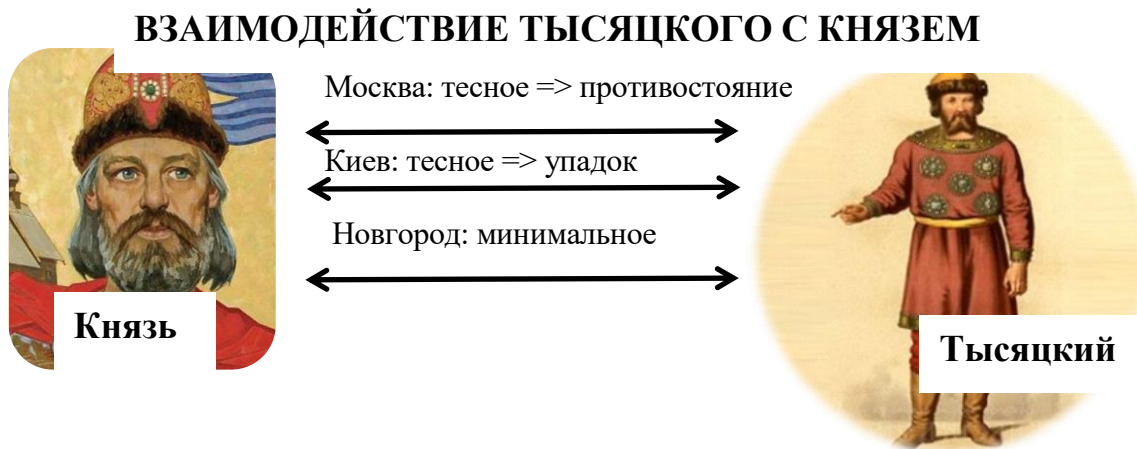 ВЗАИМОДЕЙСТВИЕ ТЫСЯЦКОГО С КНЯЗЕМ
Москва: тесное => противостояние
Киев: тесное => упадок
Новгород: минимальное
Князь
Тысяцкий